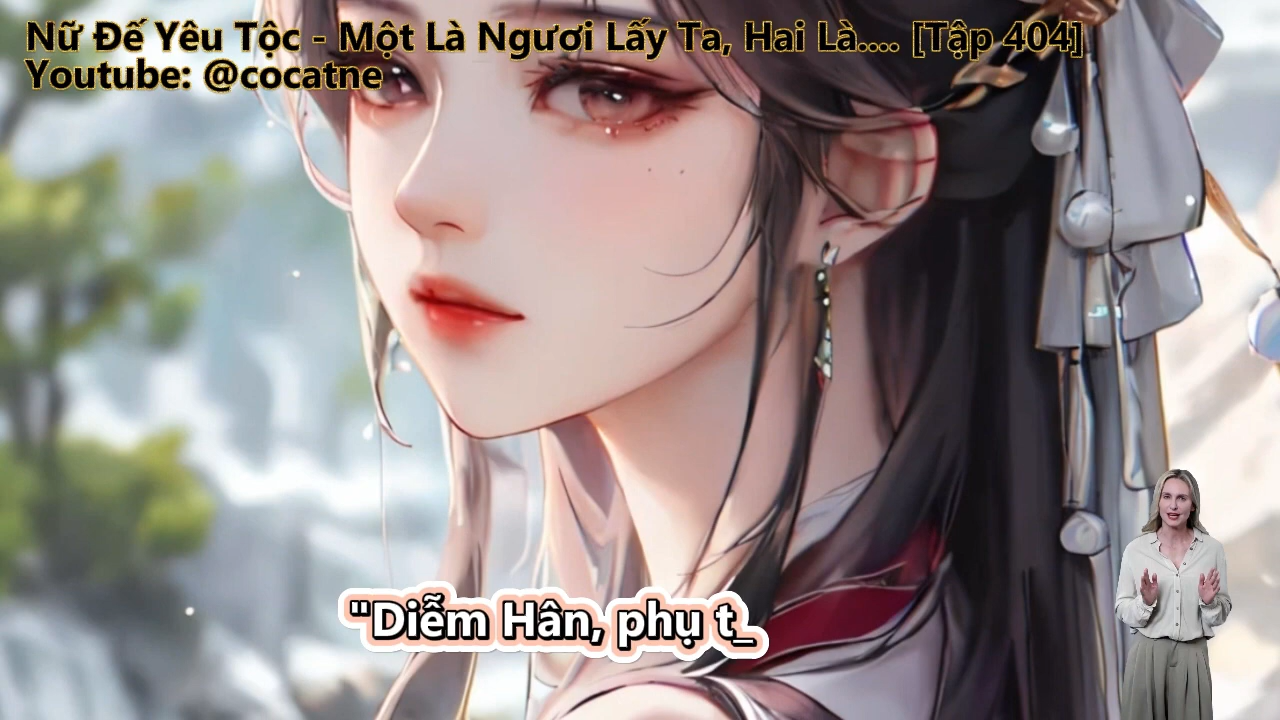 Nữ Đế Yêu Tộc - Một Là Ngươi Lấy Ta, Hai Là.... [Tập 404]
Youtube: @cocatne
"Diễm Hân, phụ t_